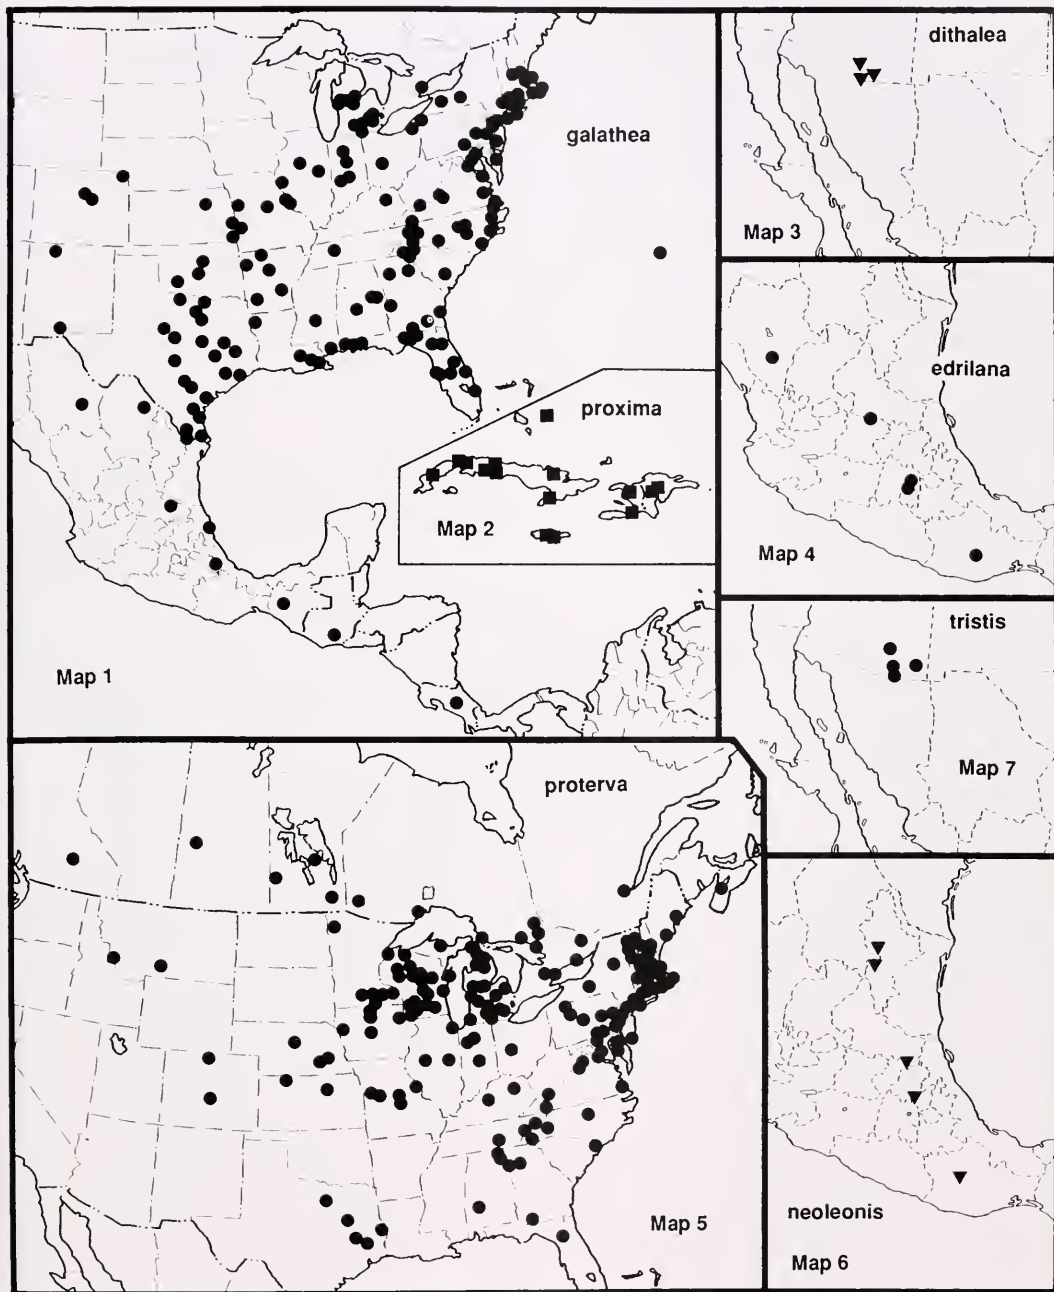 galathea
Map 1
proxima
Map 2
dithalea
Map 3
edrilana
Map 4
proterva
Map 5
tristis
Map 7
neoleonis
Map 6